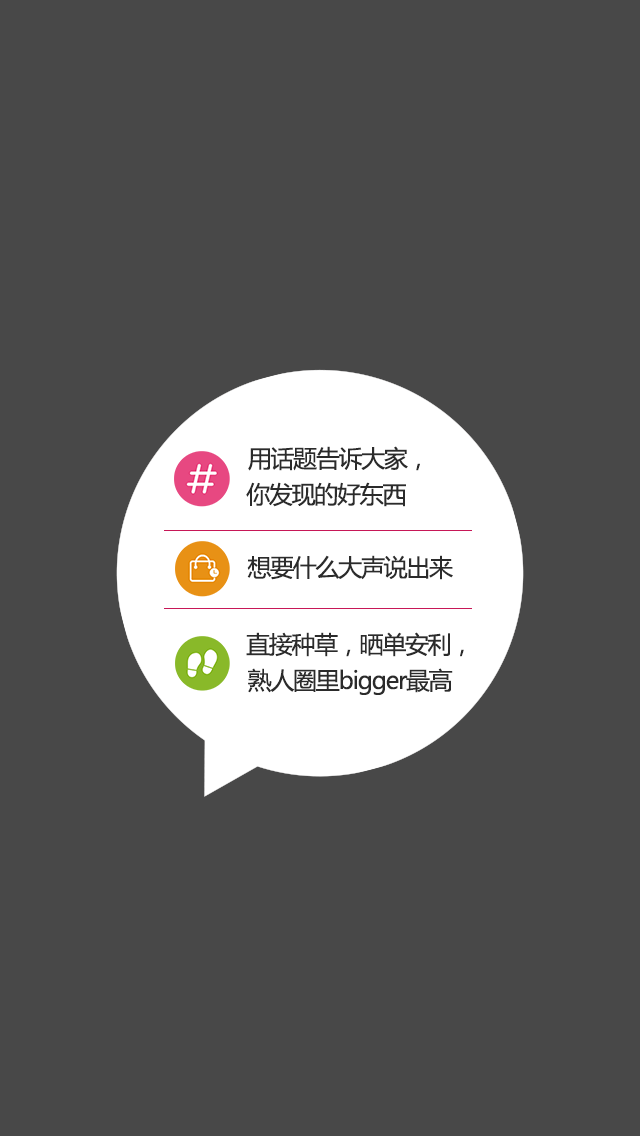 用话题告诉大家，
你发现的好东西
想要什么大声说出来
直接种草，晒单安利，
熟人圈里bigger最高